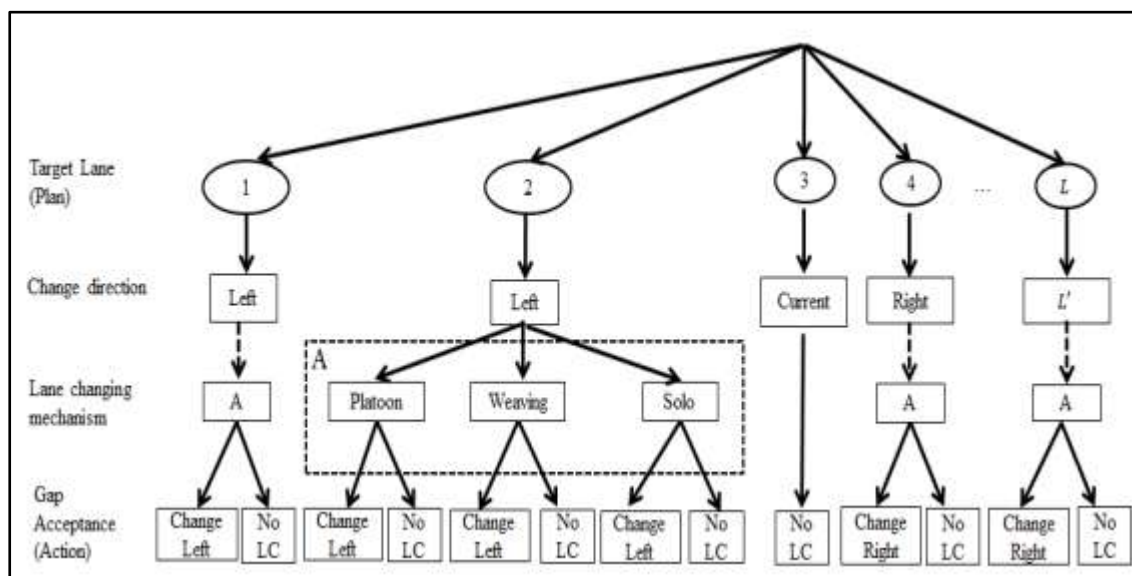 Target Lane
(Plan)
1
2
3
4
...
L
Change direction
Left
Left
Current
Right
L'
A
Lane changing
mechanism
A
Platoon
Weaving
Solo
A
A
Gap
Acceptance
(Action)
Change
Left
No
LC
Change
Left
No
LC
Change
Left
No
LC
Change
Left
No
LC
No
LC
Change
Right
No
LC
Change
Right
No
LC